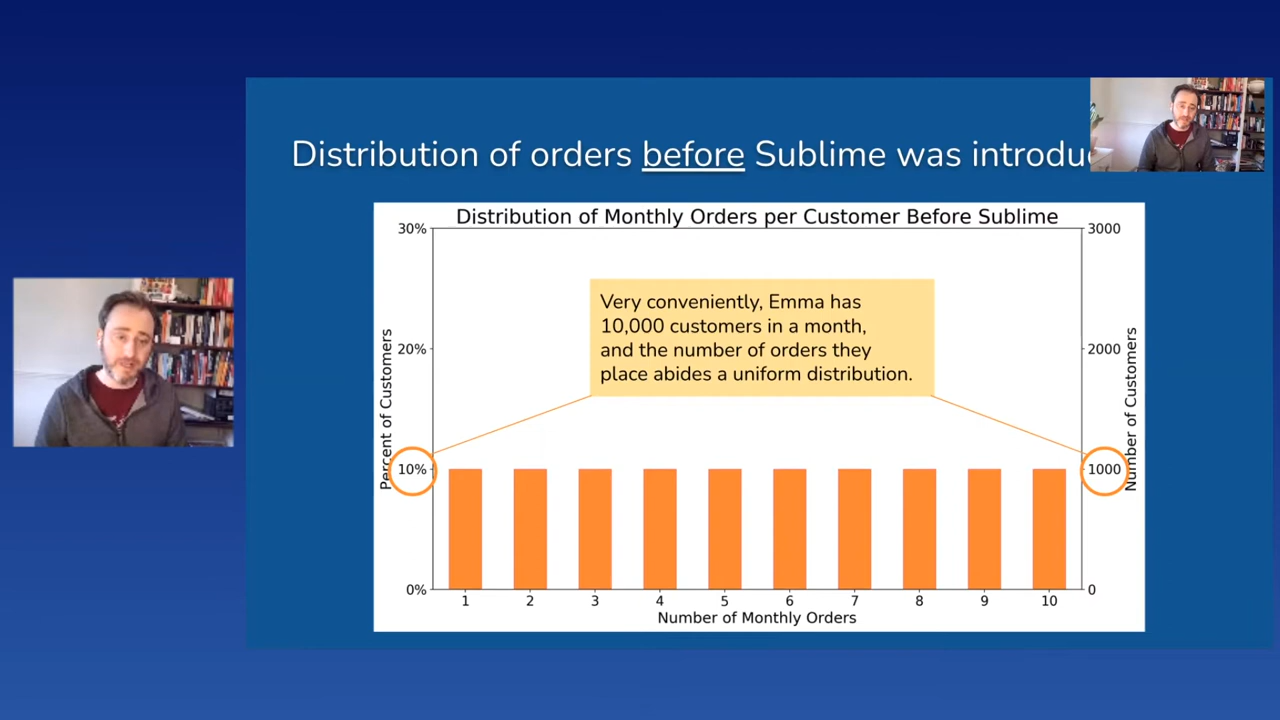 Distribution of orders before Sublime was introdu
Distribution of Monthly Orders per Customer Before Sublime
30%
20%
10%
0%
Percent of Customers
Very conveniently, Emma has
10,000 customers in a month,
and the number of orders they
place abides a uniform distribution.
3000
2000
1000
0
Number of Customers
1 2 3 4 5 6 7 8 9 10
Number of Monthly Orders